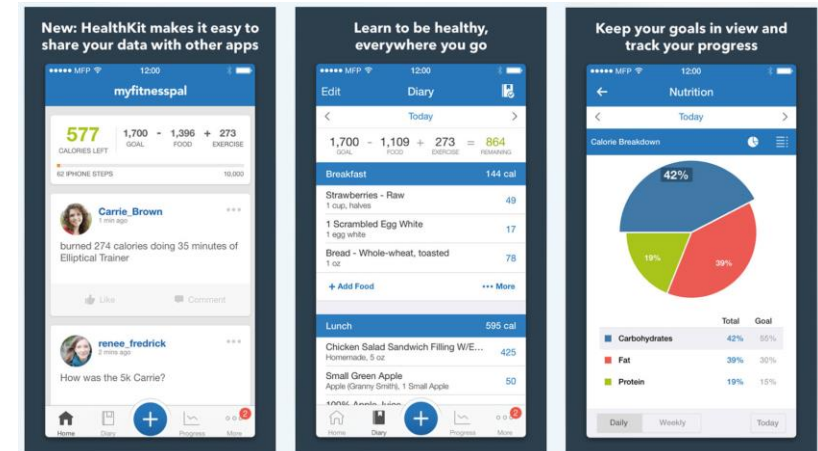 New: HealthKit makes it easy to
share your data with other apps
MFP 12:00
myfitnesspal
577
CALORIES LEFT
1,700 - 1,396 + 273
GOAL FOOD EXERCISE
62 IPHONE STEPS 10,000
Carrie_Brown
1 min ago
burned 274 calories doing 35 minutes of
Elliptical Trainer
Like Comment
renee_fredrick
2 mins ago
How was the 5k Carrie?
2
Home Diary + Progress More
Learn to be healthy,
everywhere you go
MFP 12:00
Edit Diary
< Today >
1,700 - 1,109 + 273 = 864
GOAL FOOD EXERCISE REMAINING
Breakfast 144 cal
Strawberries - Raw 49
1 cup, halves
1 Scrambled Egg White 17
1 egg white
Bread - Whole-wheat, toasted 78
1 oz
+ Add Food ••• More
Lunch 595 cal
Chicken Salad Sandwich Filling W/E... 425
Homemade, 5 oz
Small Green Apple 50
Apple (Granny Smith), 1 Small Apple
100% Apple Juice
2
Home Diary + Progress More
Keep your goals in view and
track your progress
MFP 12:00
← Nutrition
< Today >
Calorie Breakdown
42%
19%
39%
Total Goal
Carbohydrates 42% 55%
Fat 39% 30%
Protein 19% 15%
Daily Weekly Today